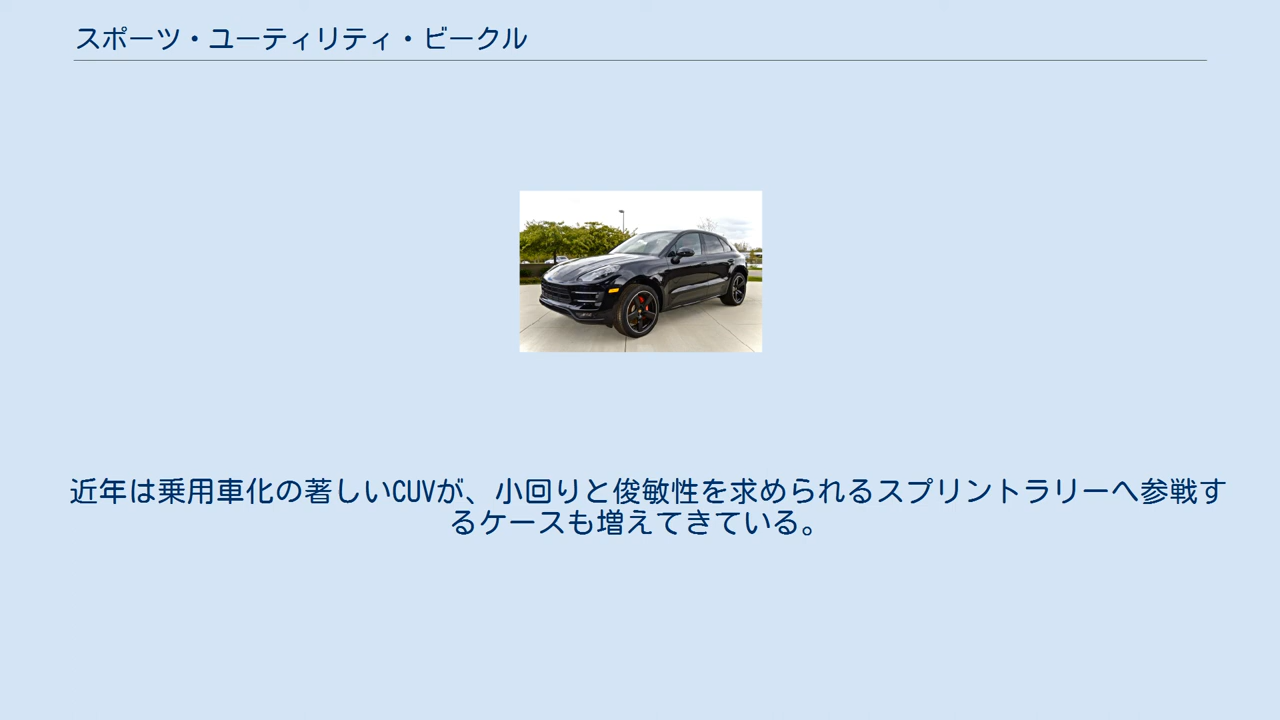 スポーツ・ユーティリティ・ビークル
近年は乗用車化の著しいCUVが、小回りと俊敏性を求められるスプリントラリーへ参戦す
るケースも増えてきている。